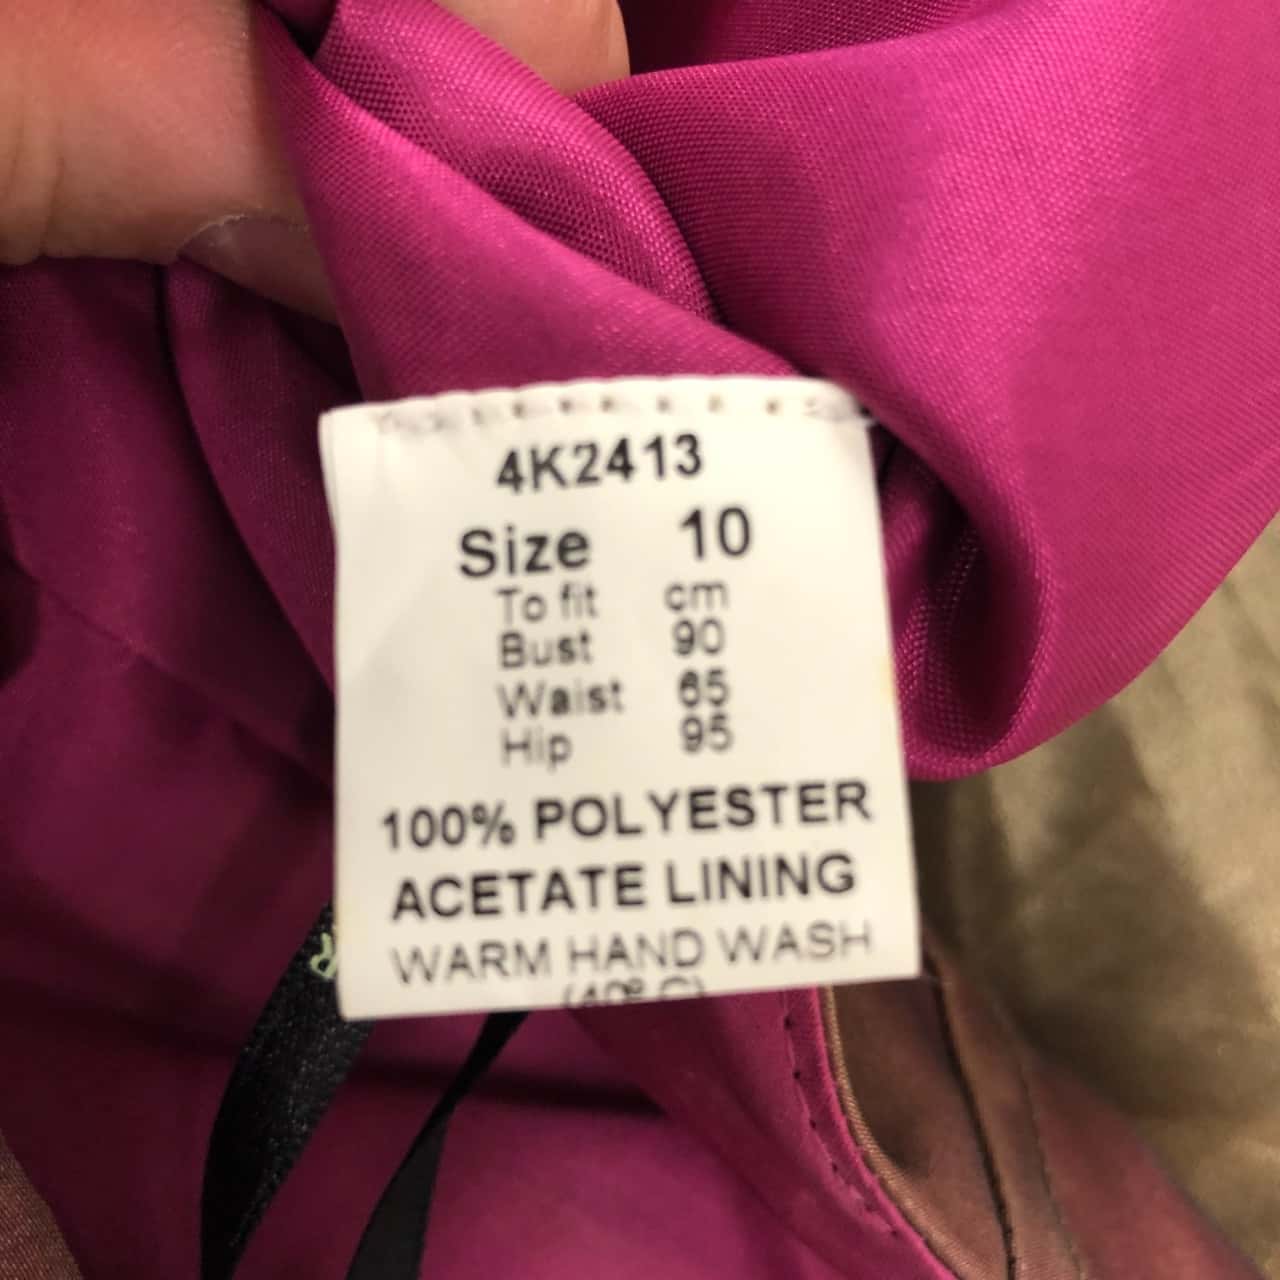 4K2413
Size 10
To fit cm
Bust 90
Waist 65
Hip 95
100% POLYESTER
ACETATE LINING
WARM HAND WASH
(40º C)
R